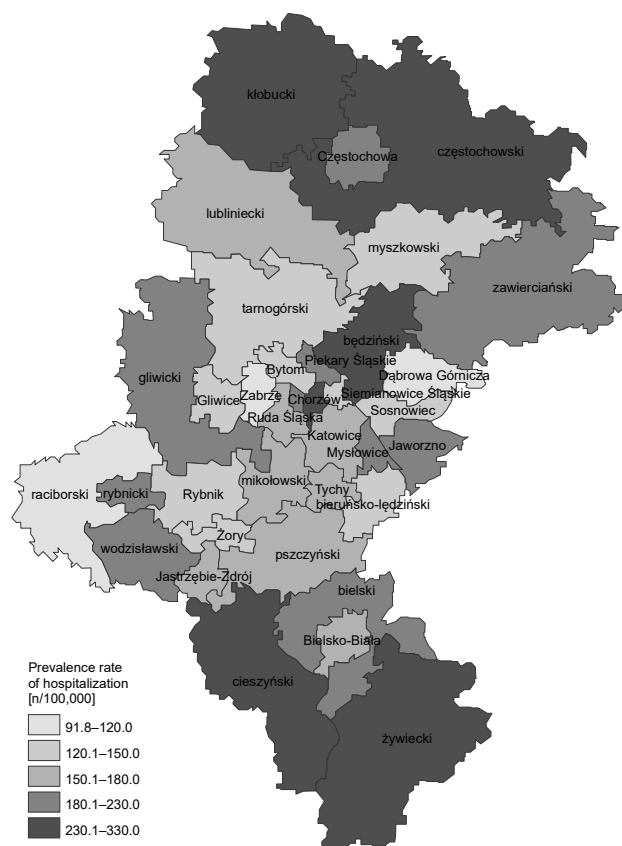 kłobucki
Częstochowa
częstochowski
lubliniecki
myszkowski
zawierciański
tarnogórski
będziński
Piekary Śląskie
Bytom
gliwicki
Dąbrowa Górnicza
Gliwice
Zabrze
Chorzów
Siemianowice Śląskie
Ruda Śląska
Sosnowiec
Katowice
Mysłowice
Jaworzno
raciborski
rybnicki
Rybnik
mikołowski
Tychy
bieruńsko-lędziński
Żory
wodzisławski
pszczyński
Jastrzębie-Zdrój
bielski
Bielsko-Biała
cieszyński
żywiecki
Prevalence rate
of hospitalization
[n/100,000]
91.8–120.0
120.1–150.0
150.1–180.0
180.1–230.0
230.1–330.0